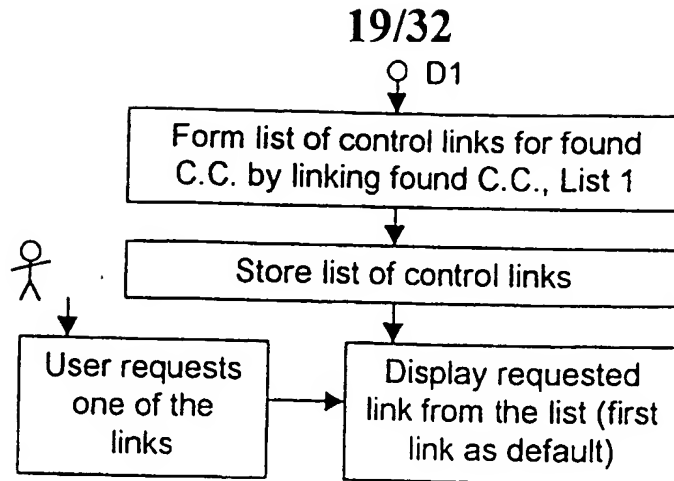 19/32
D1
Form list of control links for found
C.C. by linking found C.C., List 1
Store list of control links
User requests
one of the
links
Display requested
link from the list (first
link as default)